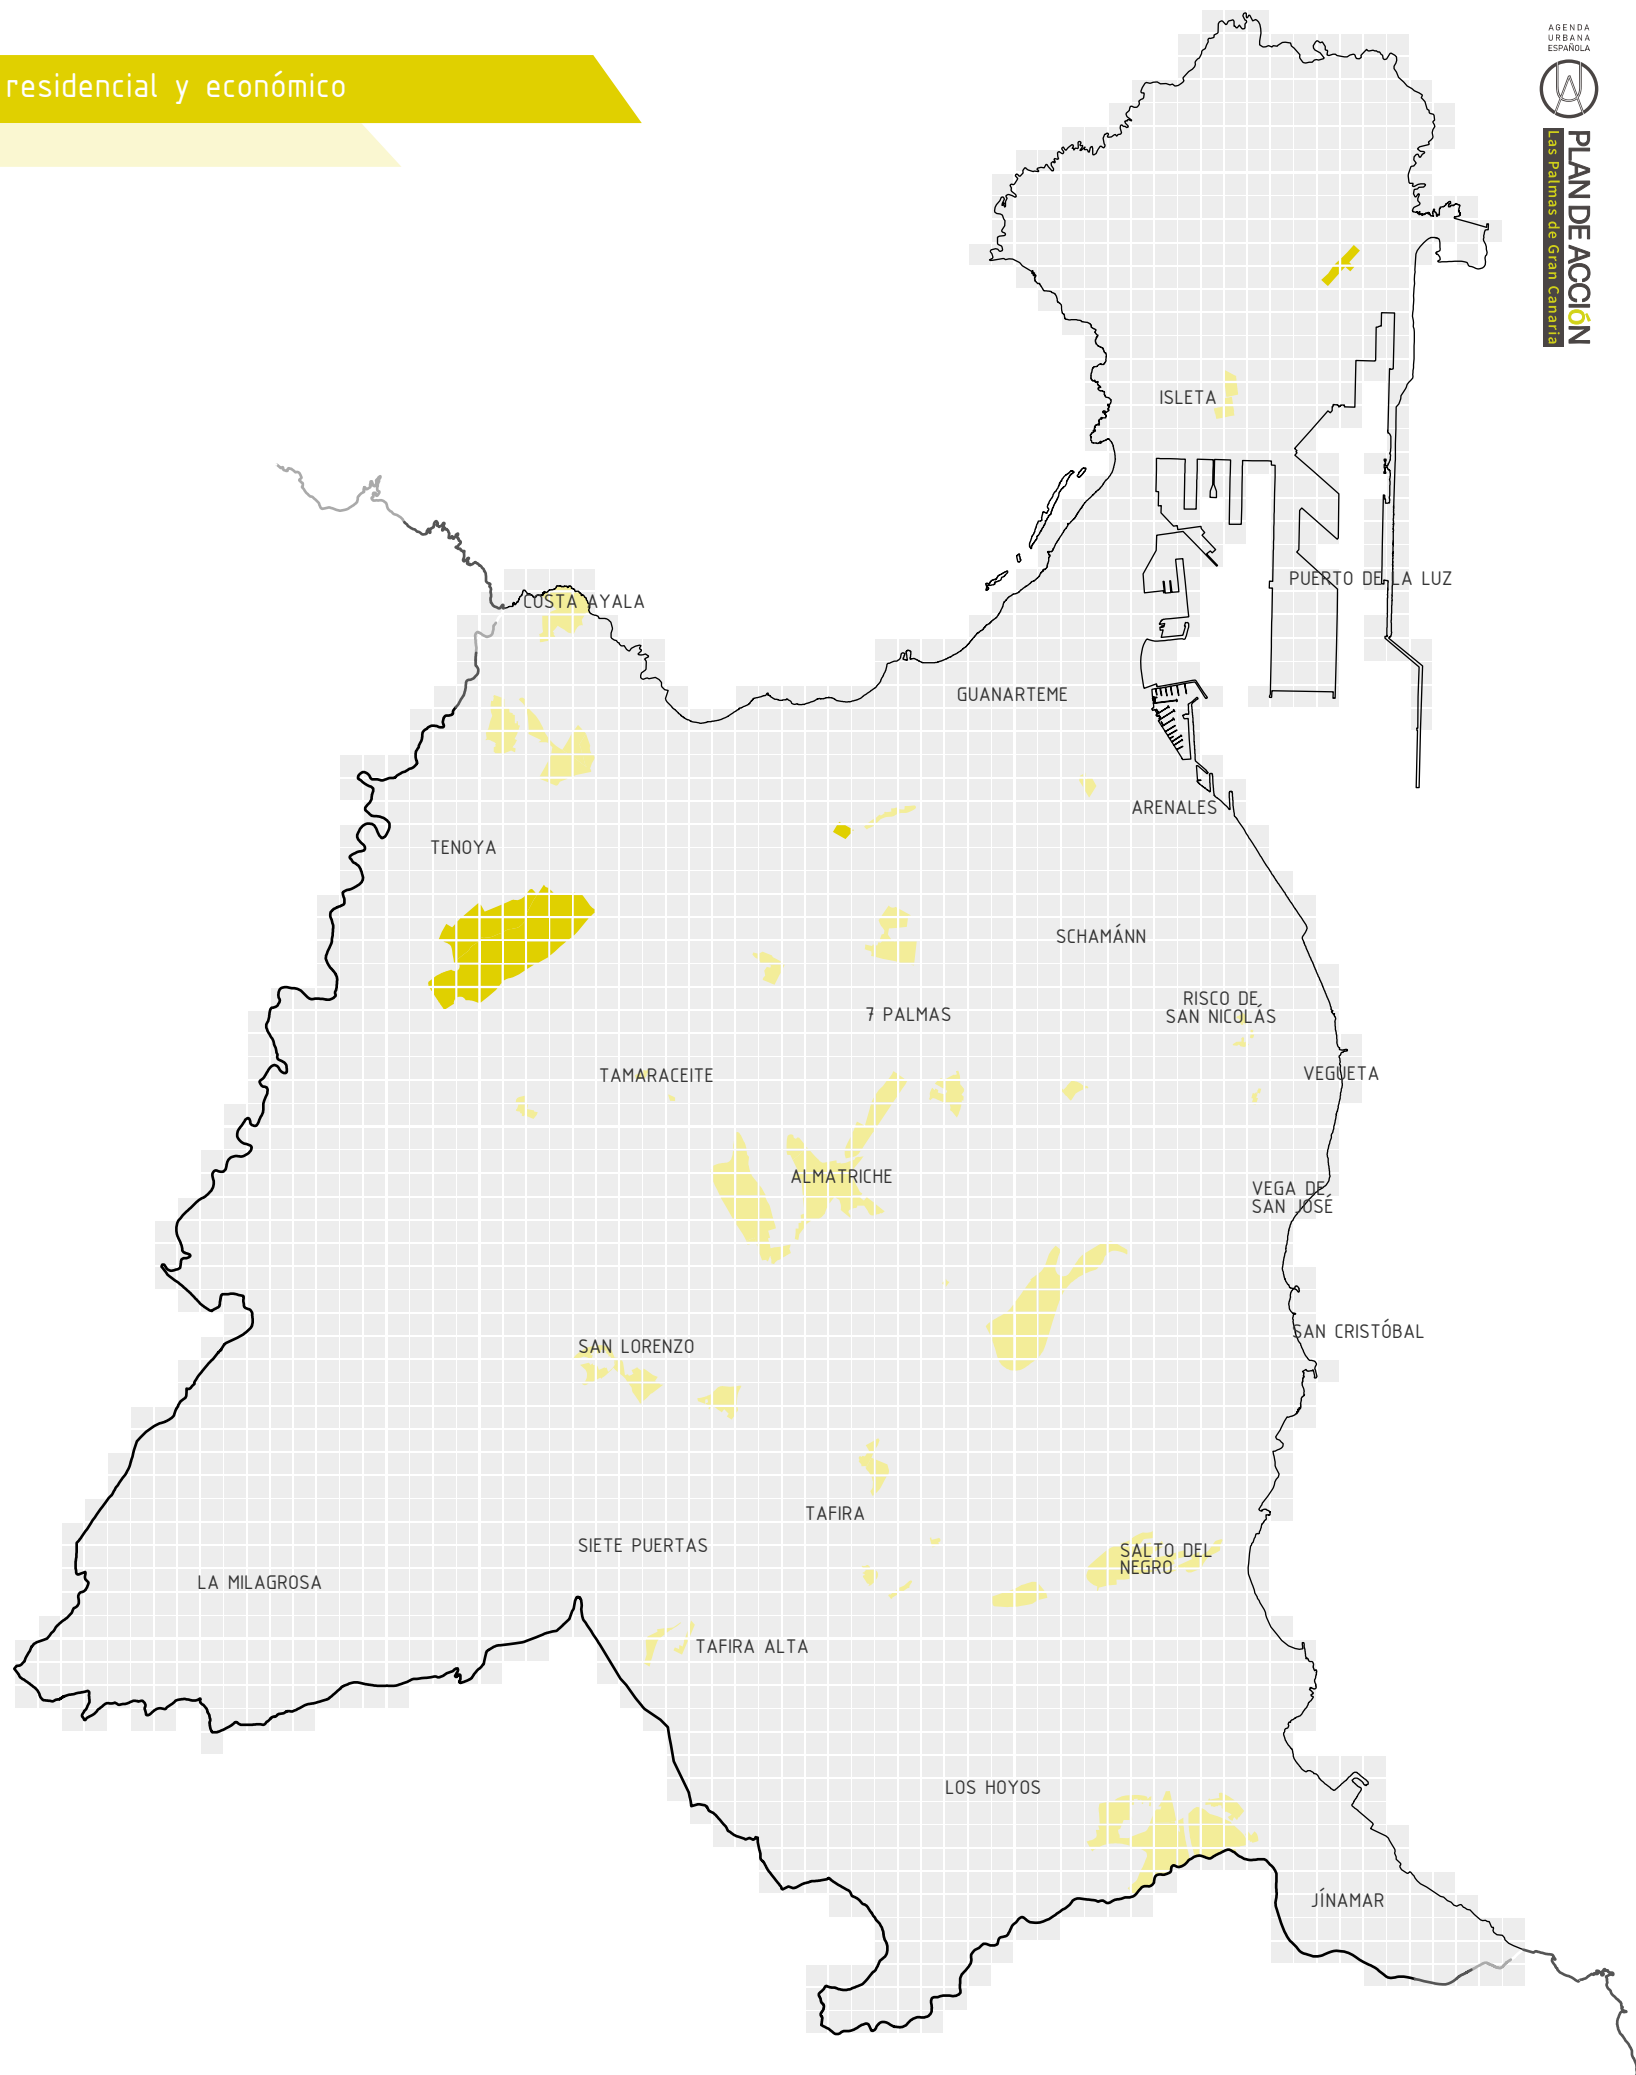 residencial y económico
AGENDA
URBANA
ESPAÑOLA
PLAN DE ACCIÓN
Las Palmas de Gran Canaria
ISLETA
PUERTO DE LA LUZ
COSTA AYALA
GUANARTEME
ARENALES
TENOYA
SCHAMÁNN
RISCO DE
SAN NICOLÁS
7 PALMAS
TAMARACEITE
VEGUETA
ALMATRICHE
VEGA DE
SAN JOSÉ
SAN CRISTÓBAL
SAN LORENZO
TAFIRA
SIETE PUERTAS
SALTO DEL
NEGRO
LA MILAGROSA
TAFIRA ALTA
LOS HOYOS
JÍNAMAR